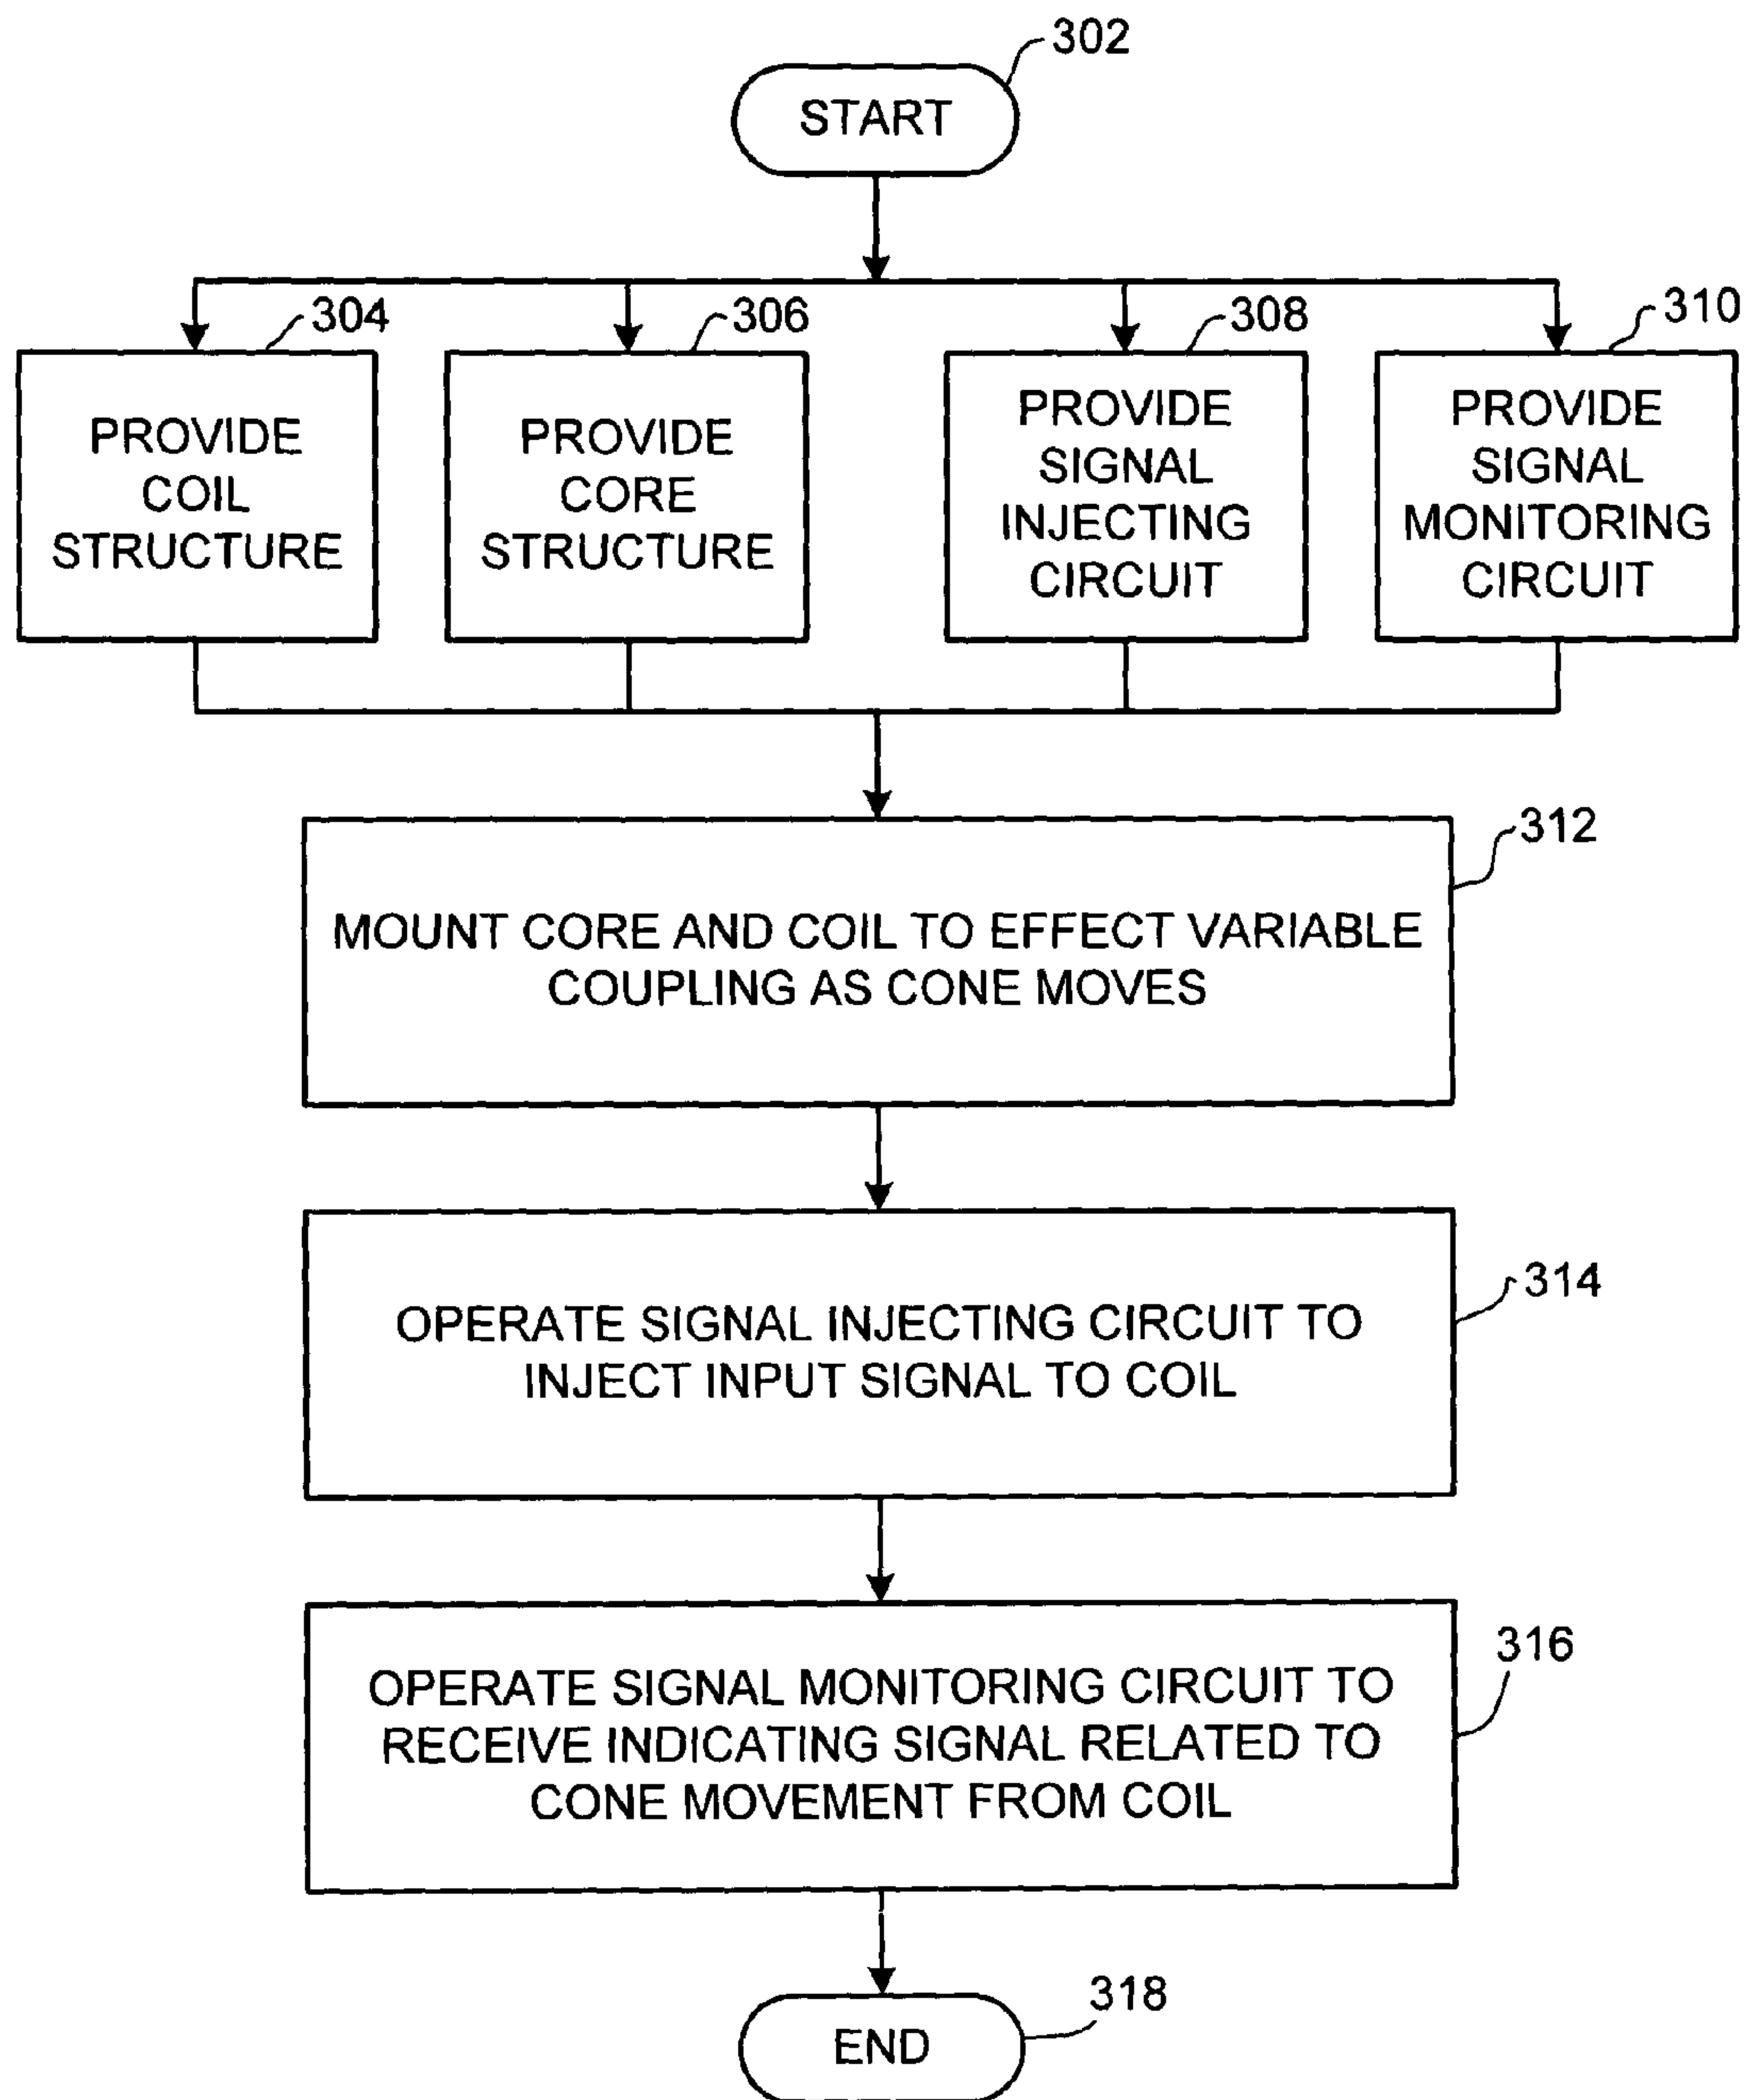 302
START
304
306
308
310
PROVIDE
COIL
STRUCTURE
PROVIDE
CORE
STRUCTURE
PROVIDE
SIGNAL
INJECTING
CIRCUIT
PROVIDE
SIGNAL
MONITORING
CIRCUIT
312
MOUNT CORE AND COIL TO EFFECT VARIABLE
COUPLING AS CONE MOVES
314
OPERATE SIGNAL INJECTING CIRCUIT TO
INJECT INPUT SIGNAL TO COIL
316
OPERATE SIGNAL MONITORING CIRCUIT TO
RECEIVE INDICATING SIGNAL RELATED TO
CONE MOVEMENT FROM COIL
318
END